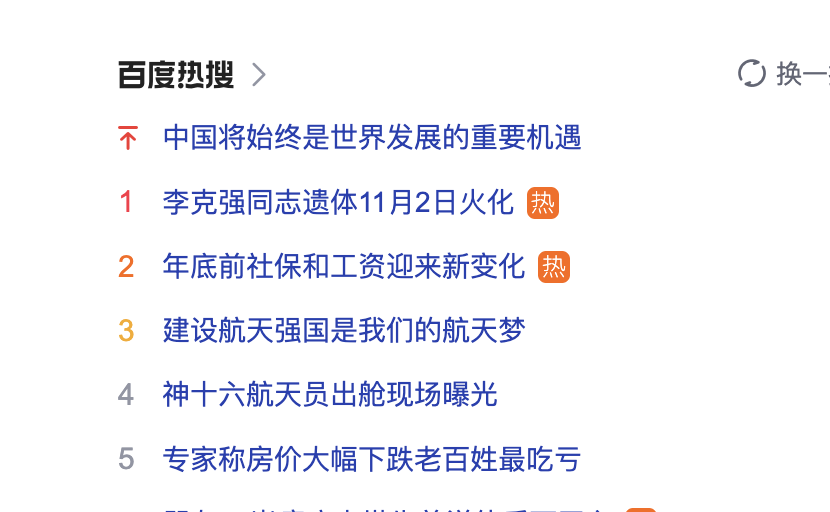 百度热搜
换一
中国将始终是世界发展的重要机遇
1 李克强同志遗体11月2日火化 热
2 年底前社保和工资迎来新变化 热
3 建设航天强国是我们的航天梦
4 神十六航天员出舱现场曝光
5 专家称房价大幅下跌老百姓最吃亏